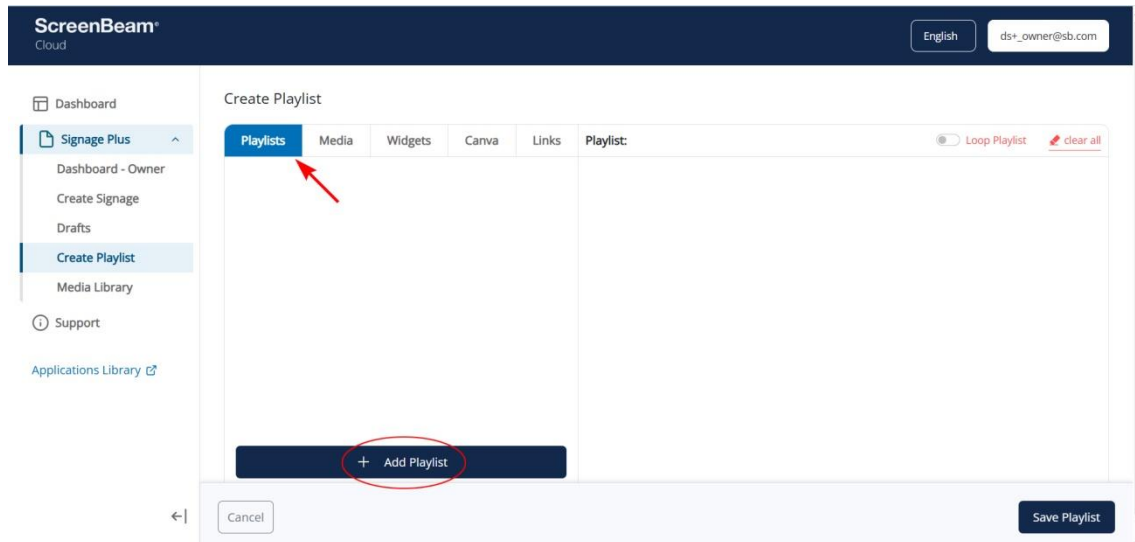 ScreenBeam®
Cloud
English
ds+_owner@sb.com
Dashboard
Signage Plus
Dashboard - Owner
Create Signage
Drafts
Create Playlist
Media Library
Support
Applications Library
Create Playlist
Playlists Media Widgets Canva Links Playlist: Loop Playlist clear all
+ Add Playlist
Cancel
Save Playlist